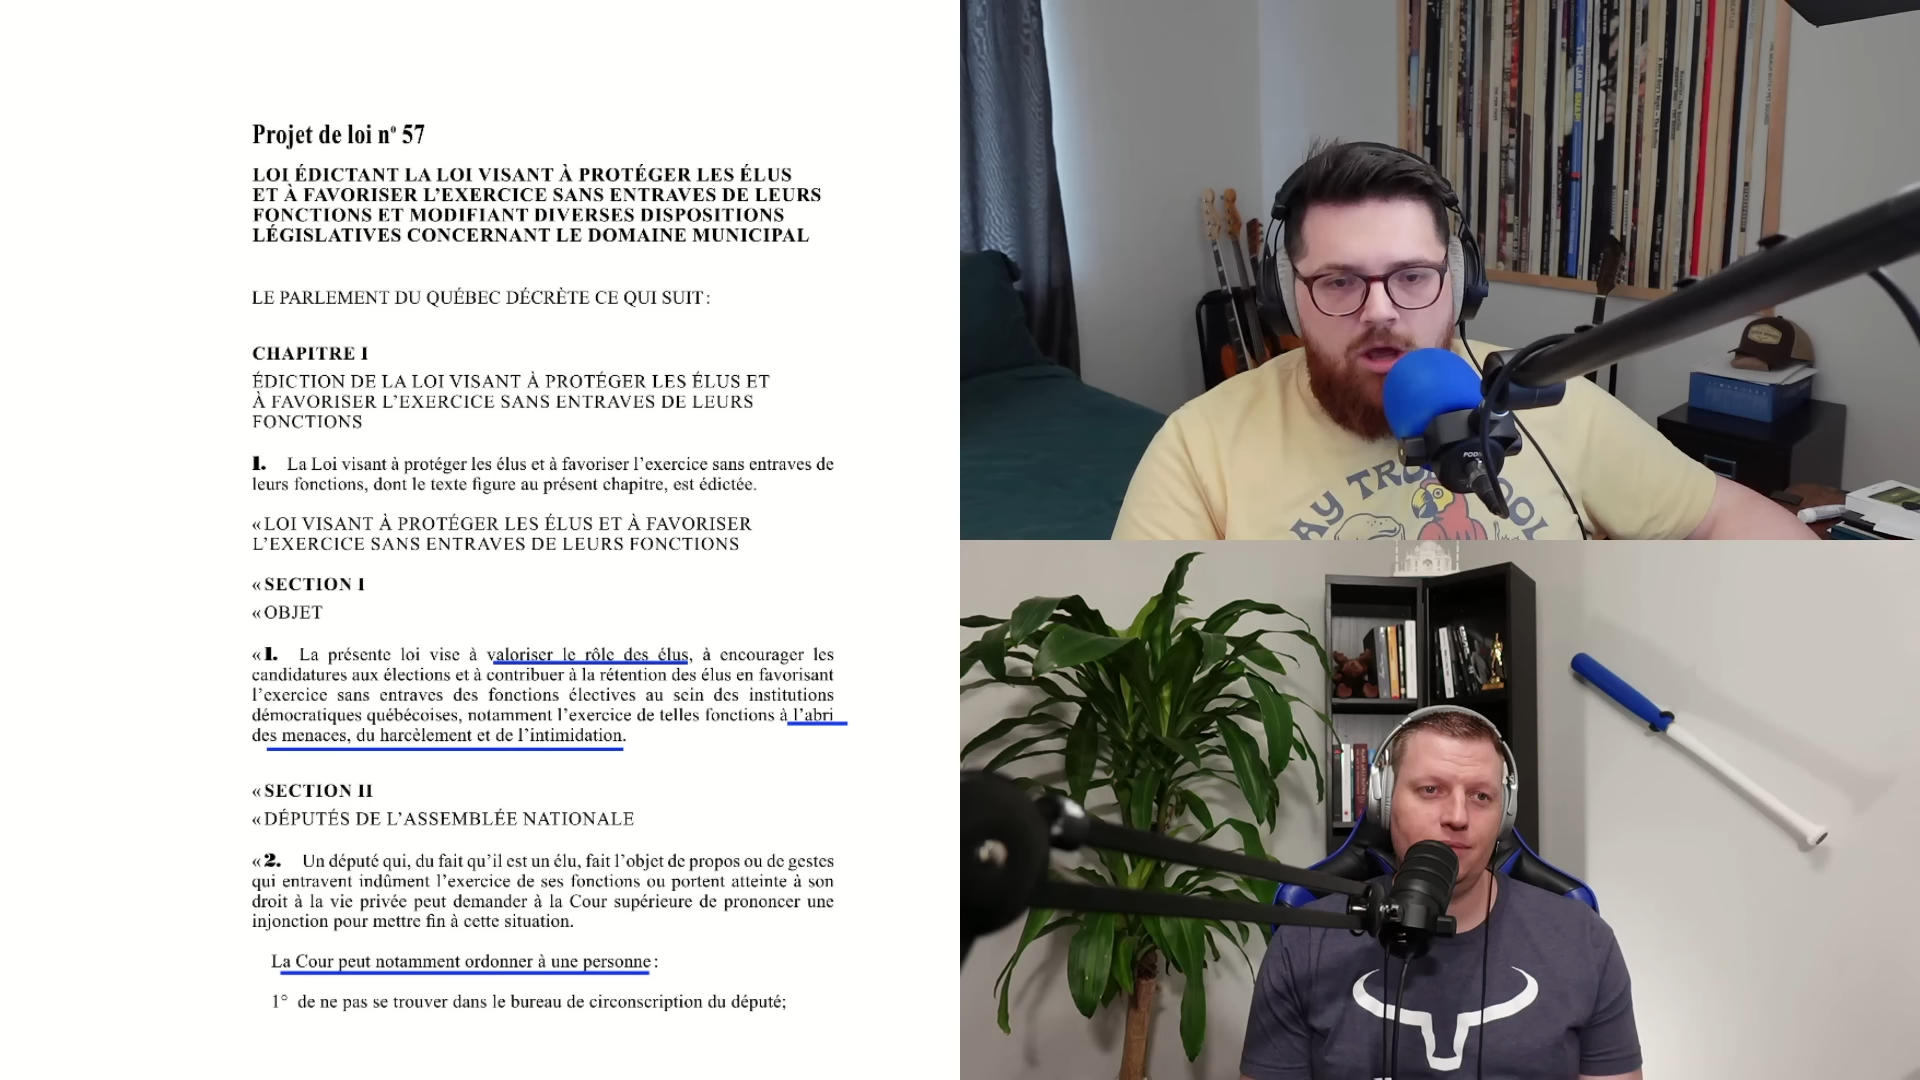 Projet de loi nº 57
LOI ÉDICTANT LA LOI VISANT À PROTÉGER LES ÉLUS
ET À FAVORISER L’EXERCICE SANS ENTRAVES DE LEURS
FONCTIONS ET MODIFIANT DIVERSES DISPOSITIONS
LÉGISLATIVES CONCERNANT LE DOMAINE MUNICIPAL
LE PARLEMENT DU QUÉBEC DÉCRÈTE CE QUI SUIT :
CHAPITRE I
ÉDICTION DE LA LOI VISANT À PROTÉGER LES ÉLUS ET
À FAVORISER L’EXERCICE SANS ENTRAVES DE LEURS
FONCTIONS
1. La Loi visant à protéger les élus et à favoriser l’exercice sans entraves de
leurs fonctions, dont le texte figure au présent chapitre, est édictée.
« LOI VISANT À PROTÉGER LES ÉLUS ET À FAVORISER
L’EXERCICE SANS ENTRAVES DE LEURS FONCTIONS
« SECTION I
« OBJET
« 1. La présente loi vise à valoriser le rôle des élus, à encourager les
candidatures aux élections et à contribuer à la rétention des élus en favorisant
l’exercice sans entraves des fonctions électives au sein des institutions
démocratiques québécoises, notamment l’exercice de telles fonctions à l’abri
des menaces, du harcèlement et de l’intimidation.
« SECTION II
« DÉPUTÉS DE L’ASSEMBLÉE NATIONALE
« 2. Un député qui, du fait qu’il est un élu, fait l’objet de propos ou de gestes
qui entravent indûment l’exercice de ses fonctions ou portent atteinte à son
droit à la vie privée peut demander à la Cour supérieure de prononcer une
injonction pour mettre fin à cette situation.
La Cour peut notamment ordonner à une personne :
1° de ne pas se trouver dans le bureau de circonscription du député;